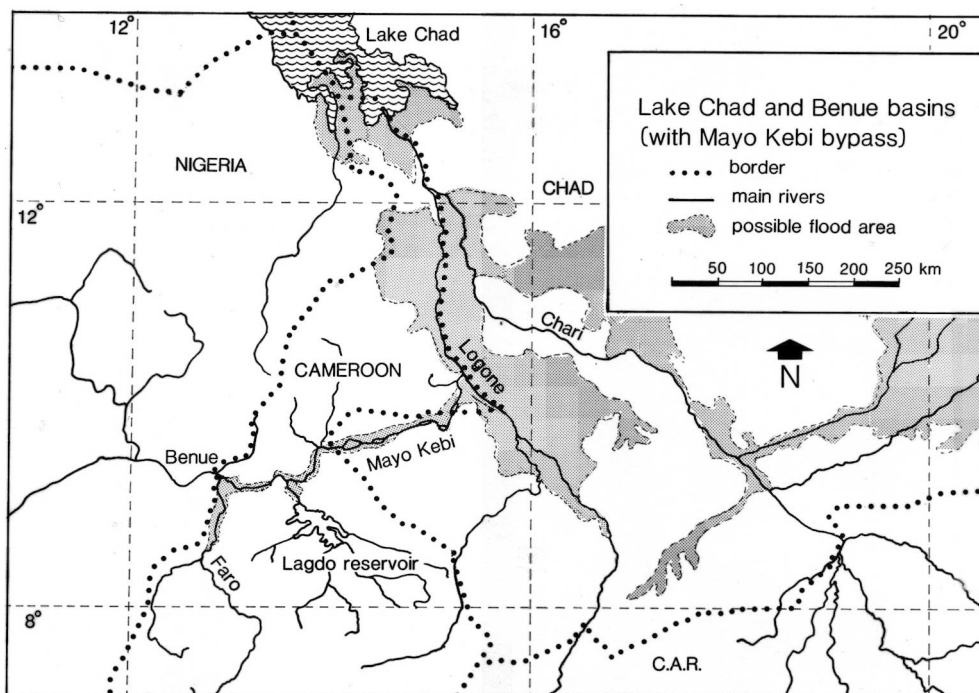 12°
16°
20°
Lake Chad
Lake Chad and Benue basins
(with Mayo Kebi bypass)
border
main rivers
possible flood area
50 100 150 200 250 km
N
NIGERIA
CHAD
12°
Chari
Logone
CAMEROON
Mayo Kebi
Benue
Faro
Lagdo reservoir
8°
C.A.R.